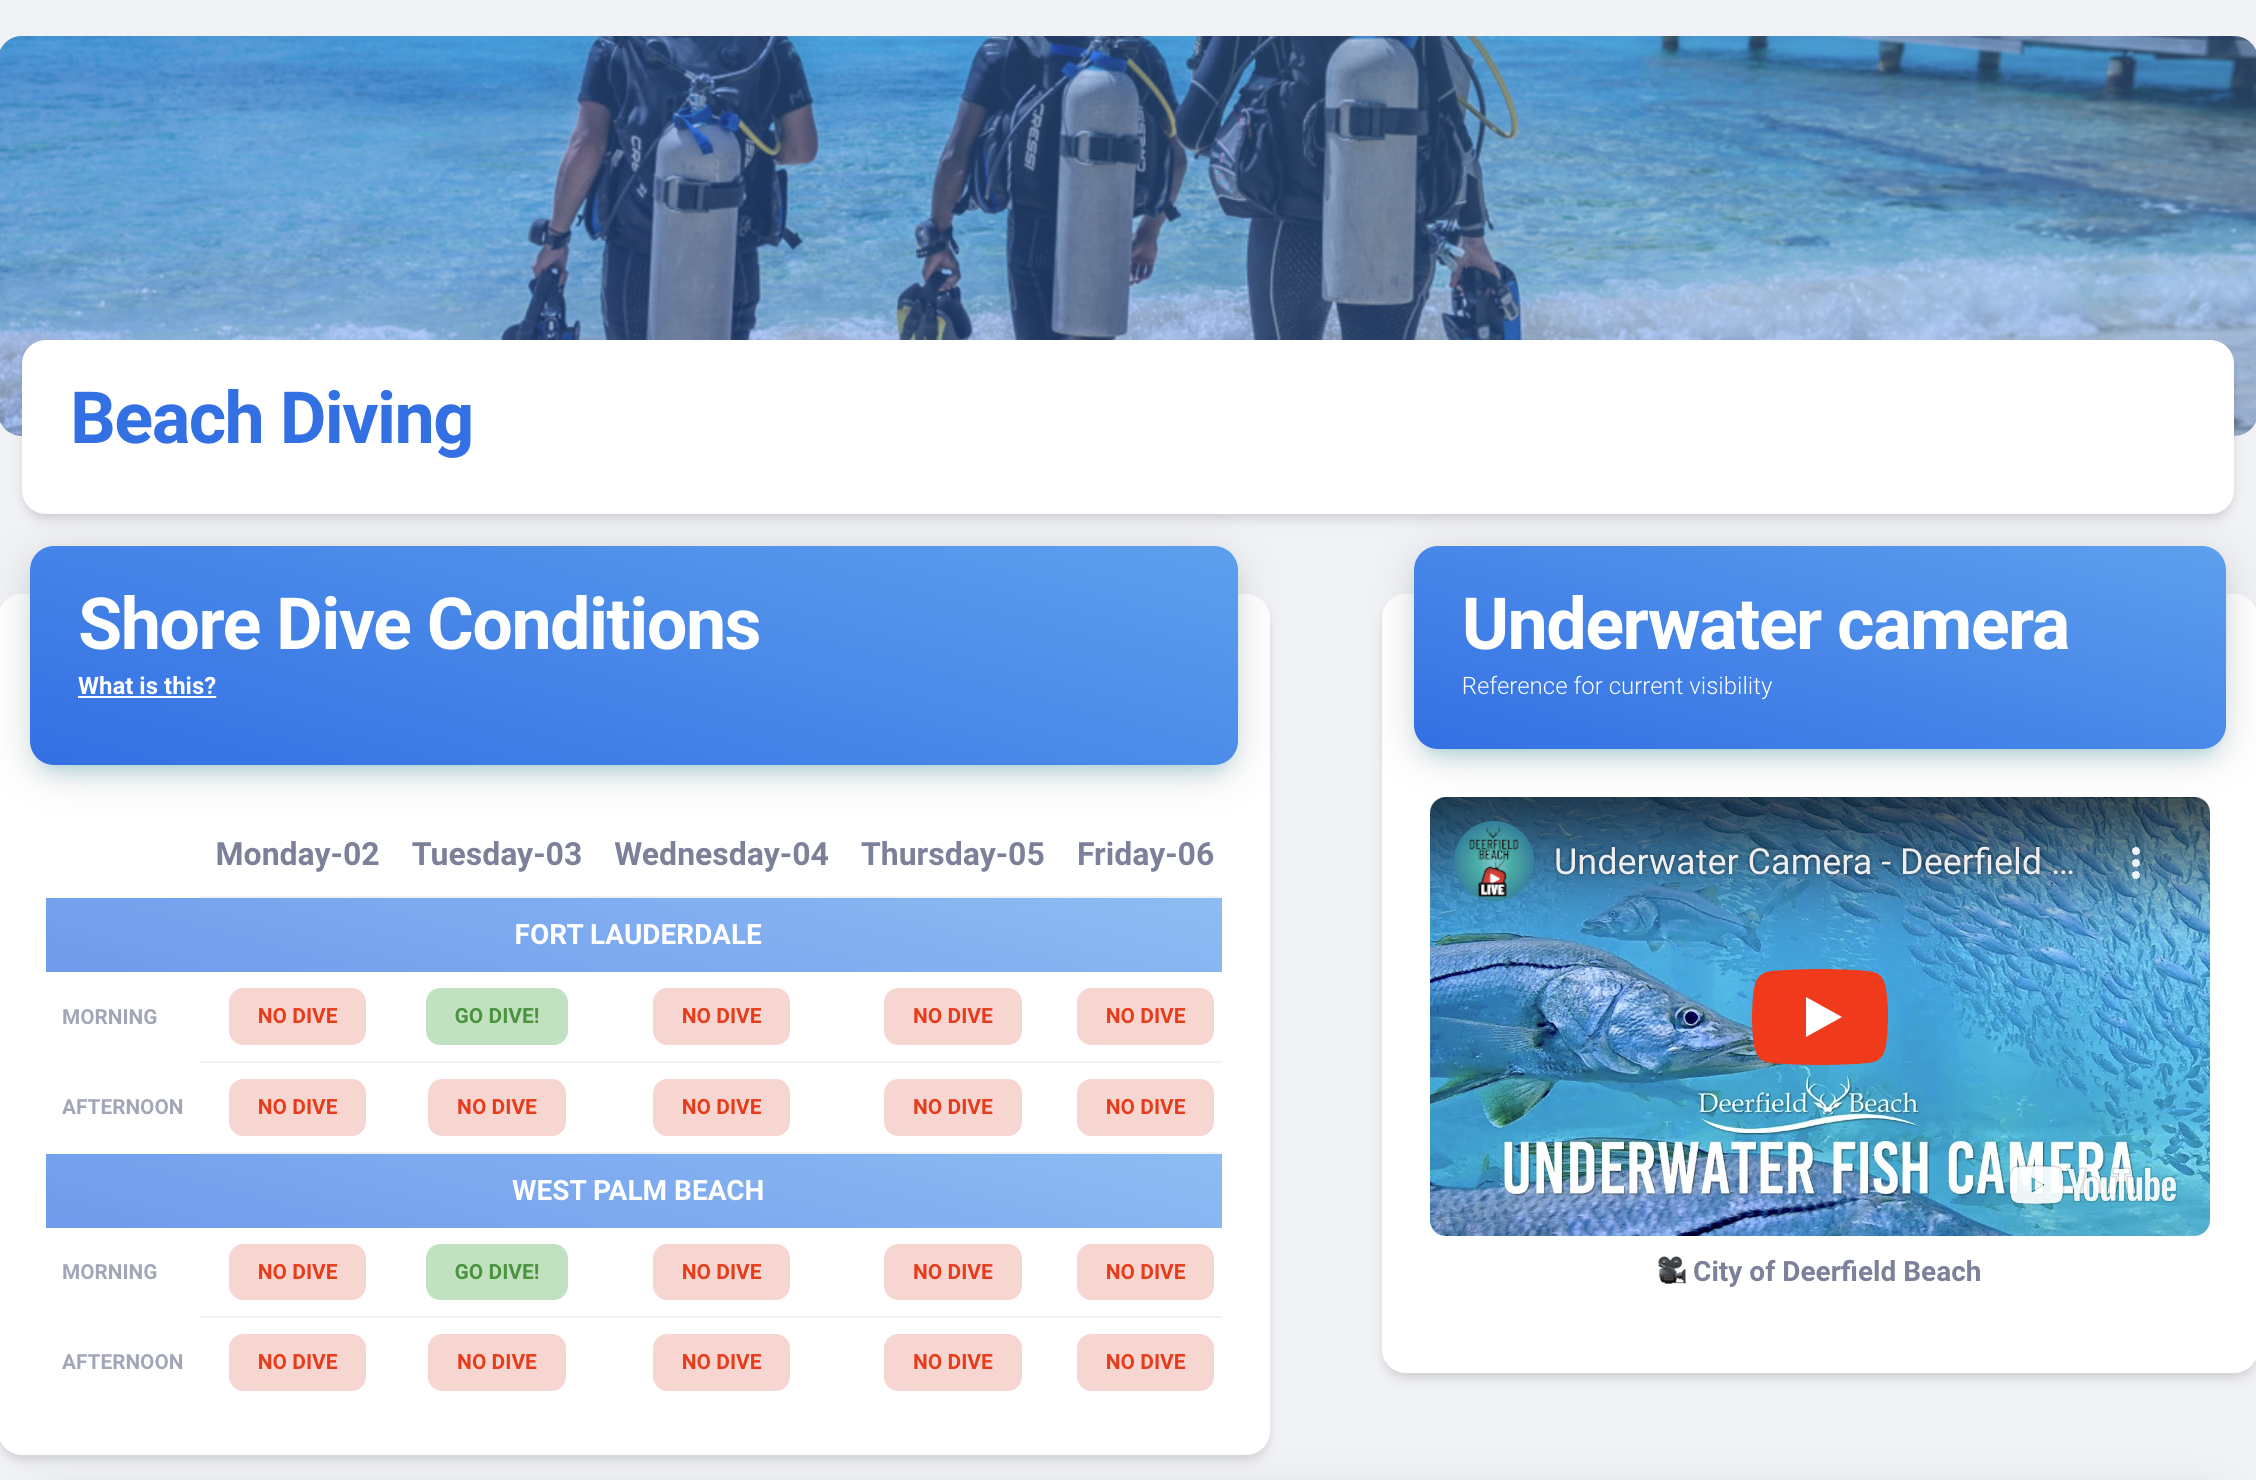 CRESSI
Beach Diving
Shore Dive Conditions
What is this?
Monday-02 Tuesday-03 Wednesday-04 Thursday-05 Friday-06
FORT LAUDERDALE
MORNING NO DIVE GO DIVE! NO DIVE NO DIVE NO DIVE
AFTERNOON NO DIVE NO DIVE NO DIVE NO DIVE NO DIVE
WEST PALM BEACH
MORNING NO DIVE GO DIVE! NO DIVE NO DIVE NO DIVE
AFTERNOON NO DIVE NO DIVE NO DIVE NO DIVE NO DIVE
Underwater camera
Reference for current visibility
DEERFIELD
BEACH
LIVE
Underwater Camera - Deerfield ...
Deerfield Beach
UNDERWATER FISH CAMERA
YouTube
City of Deerfield Beach